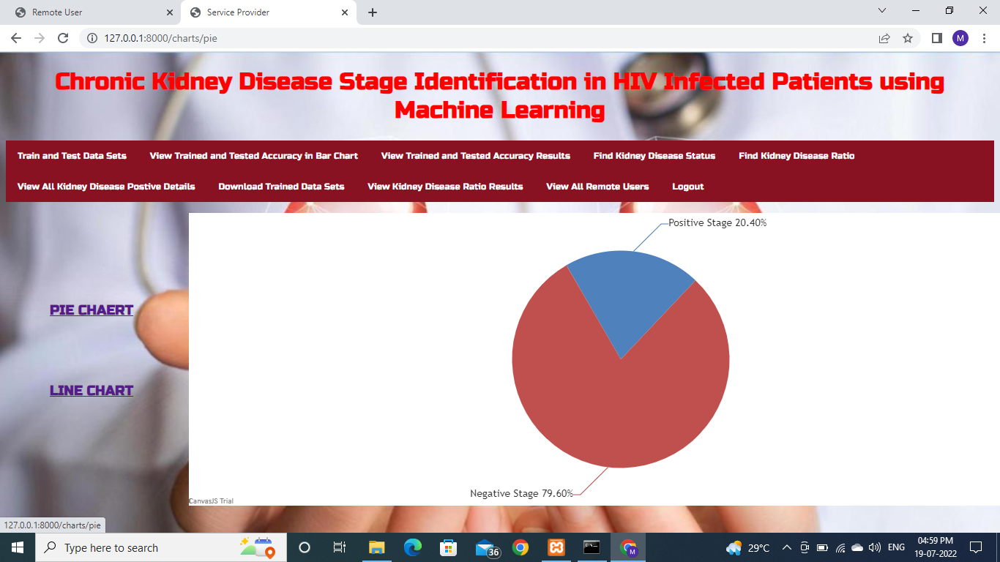 Remote User
Service Provider
127.0.0.1:8000/charts/pie
M
Chronic Kidney Disease Stage Identification in HIV Infected Patients using
Machine Learning
Train and Test Data Sets View Trained and Tested Accuracy in Bar Chart View Trained and Tested Accuracy Results Find Kidney Disease Status Find Kidney Disease Ratio
View All Kidney Disease Postive Details Download Trained Data Sets View Kidney Disease Ratio Results View All Remote Users Logout
Positive Stage 20.40%
PIE CHAERT
LINE CHART
Negative Stage 79.60%
CanvasJS Trial
127.0.0.1:8000/charts/pie
Type here to search
36
M
29°C
ENG
04:59 PM
19-07-2022